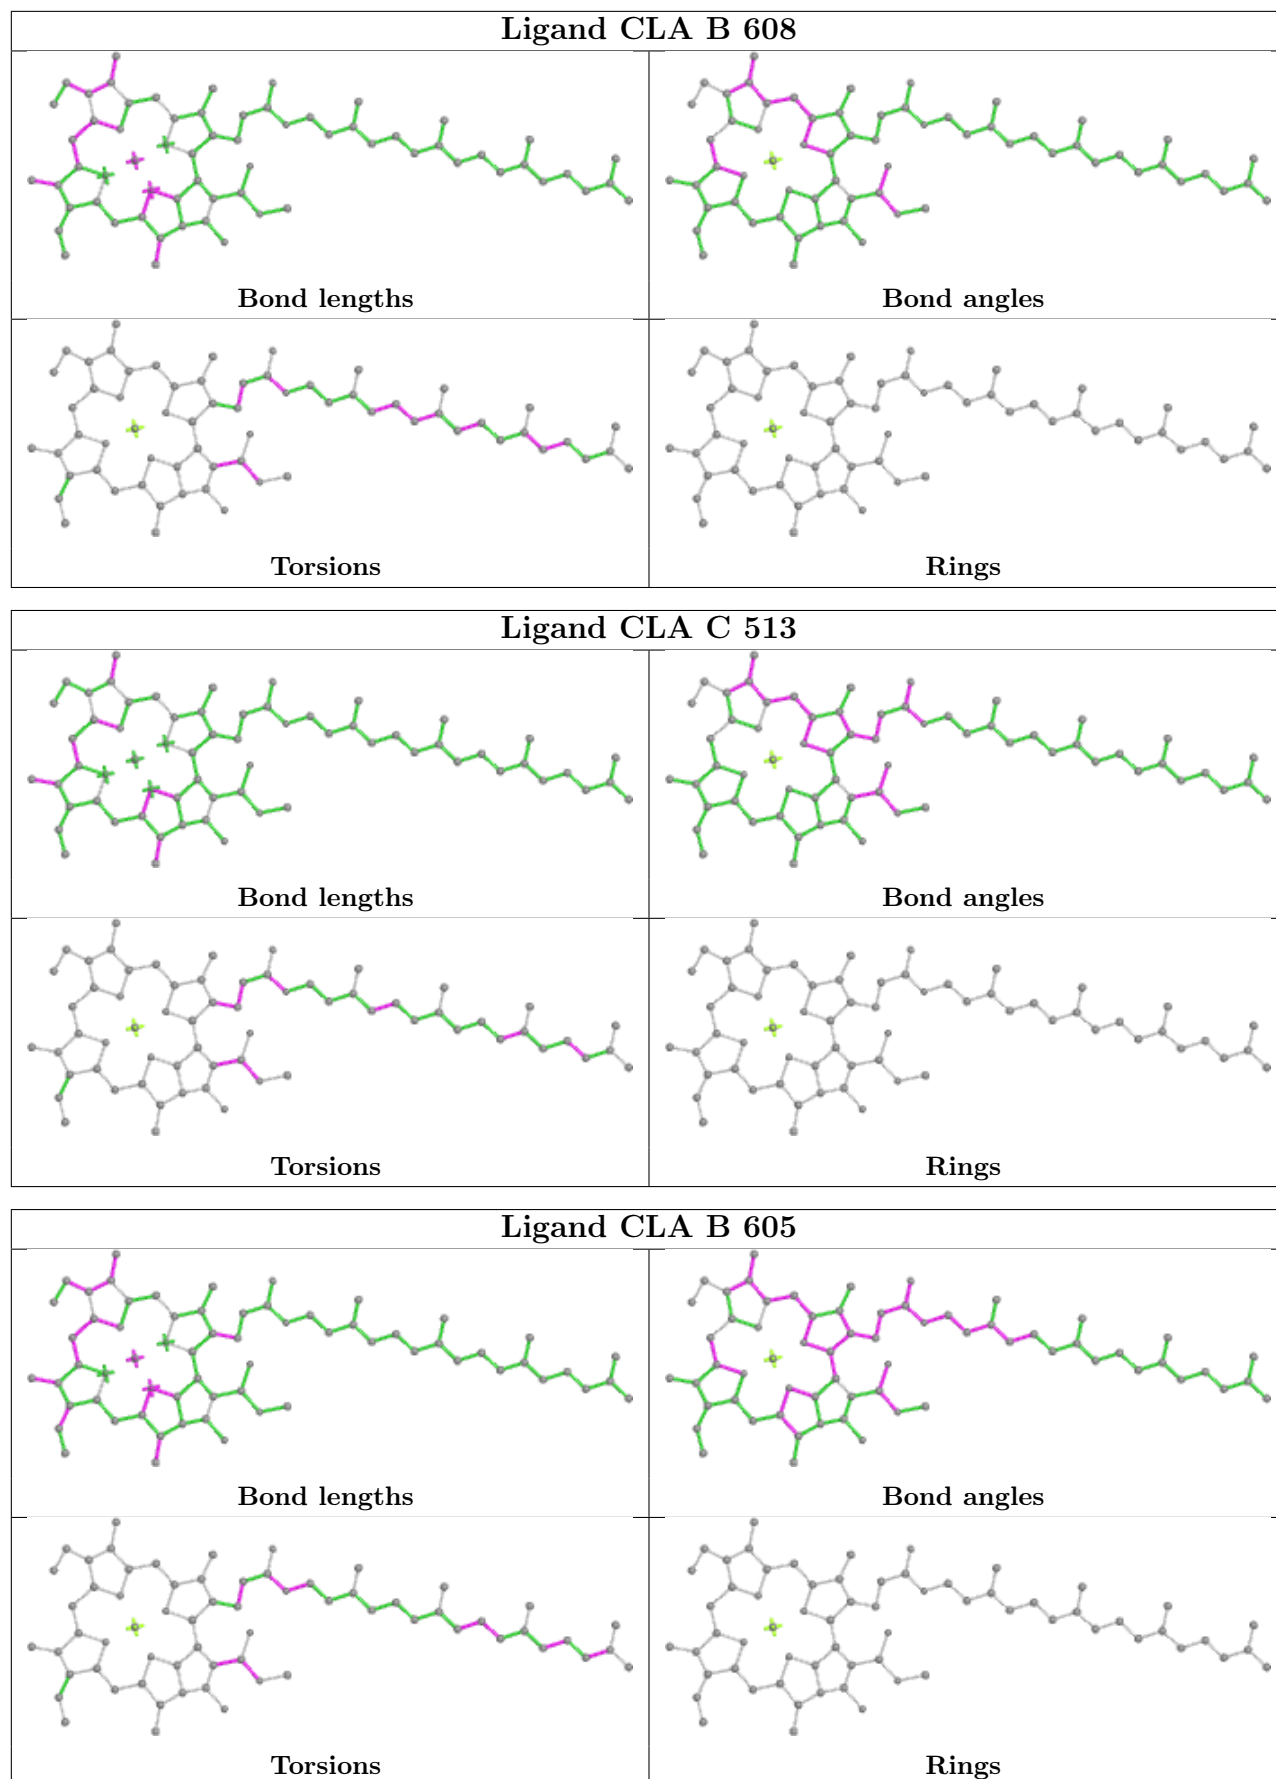 Ligand CLA B 608
Bond lengths
Bond angles
Torsions
Rings
Ligand CLA C 513
Bond lengths
Bond angles
Torsions
Rings
Ligand CLA B 605
Bond lengths
Bond angles
Torsions
Rings